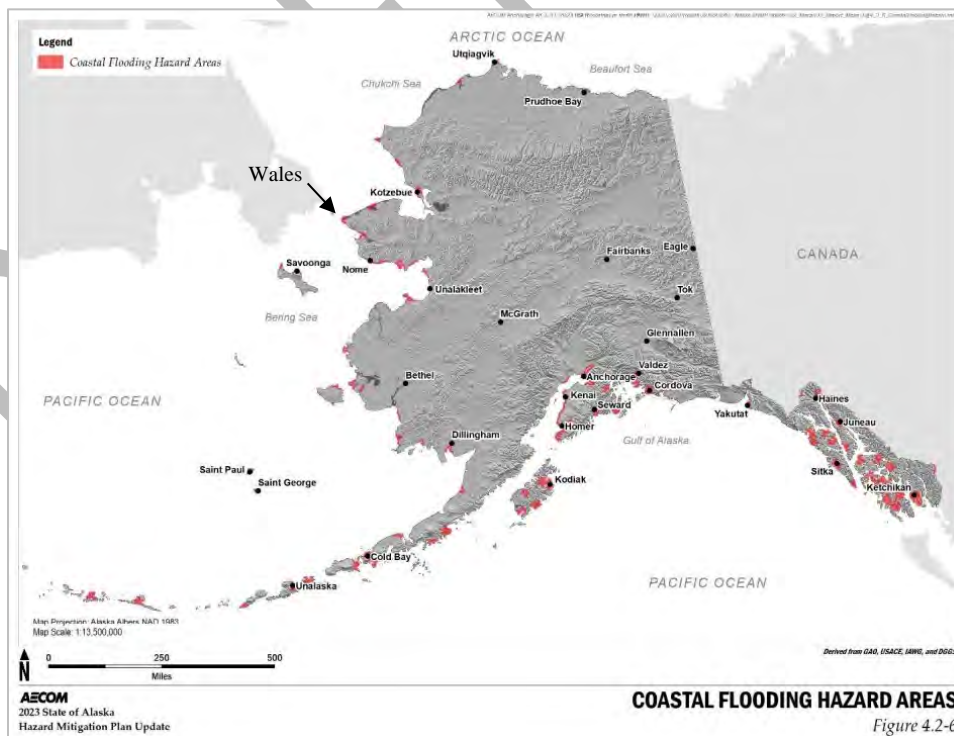 Legend
Coastal Flooding Hazard Areas
ARCTIC OCEAN
Utqiagvik
Beaufort Sea
Chukchi Sea
Prudhoe Bay
Wales
Kotzebue
Savoonga
Nome
Fairbanks
Eagle
CANADA
Unalakleet
Tok
Bering Sea
McGrath
Glennallen
Valdez
Bethel
Anchorage
Cordova
PACIFIC OCEAN
Kenai
Seward
Yakutat
Haines
Juneau
Homer
Gulf of Alaska
Dillingham
Sitka
Saint Paul
Saint George
Kodiak
Ketchikan
Cold Bay
Unalaska
PACIFIC OCEAN
Map Projection: Alaska Albers NAD 1983
Map Scale: 1:13,500,000
N
0 250 500
Miles
Derived from GAO, USACE, IAWG, and DGGS
AECOM
2023 State of Alaska
Hazard Mitigation Plan Update
COASTAL FLOODING HAZARD AREAS
Figure 4.2-6